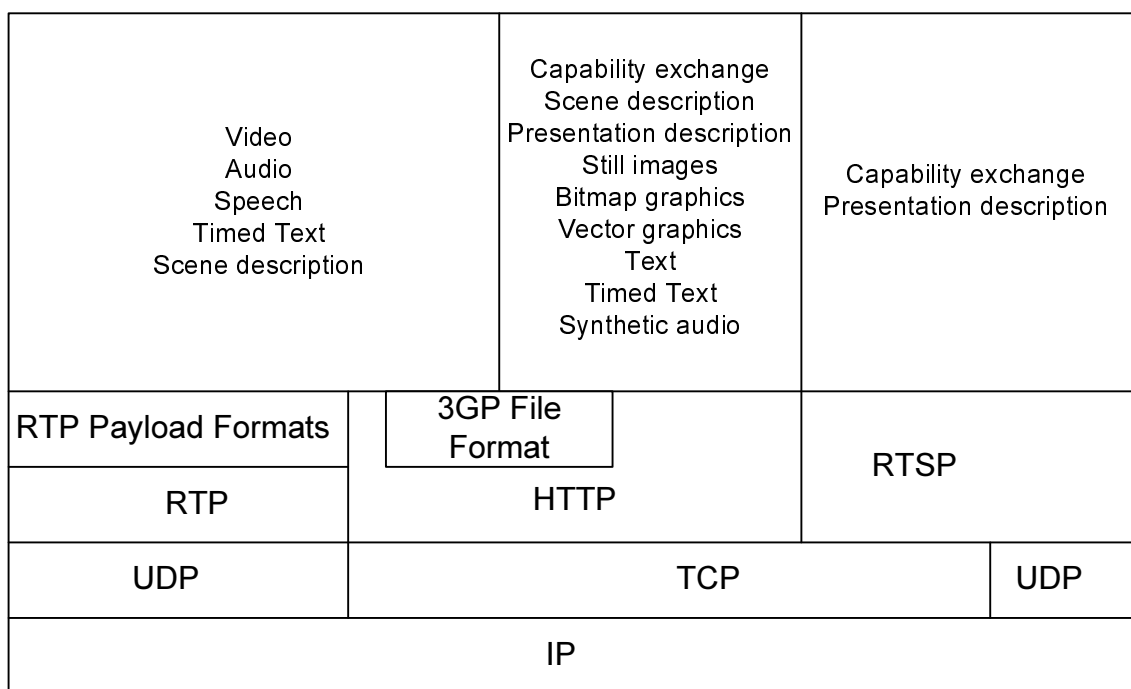 Video
Audio
Speech
Timed Text
Scene description
Capability exchange
Scene description
Presentation description
Still images
Bitmap graphics
Vector graphics
Text
Timed Text
Synthetic audio
Capability exchange
Presentation description
RTP Payload Formats
3GP File
Format
RTSP
RTP
HTTP
UDP
TCP
UDP
IP